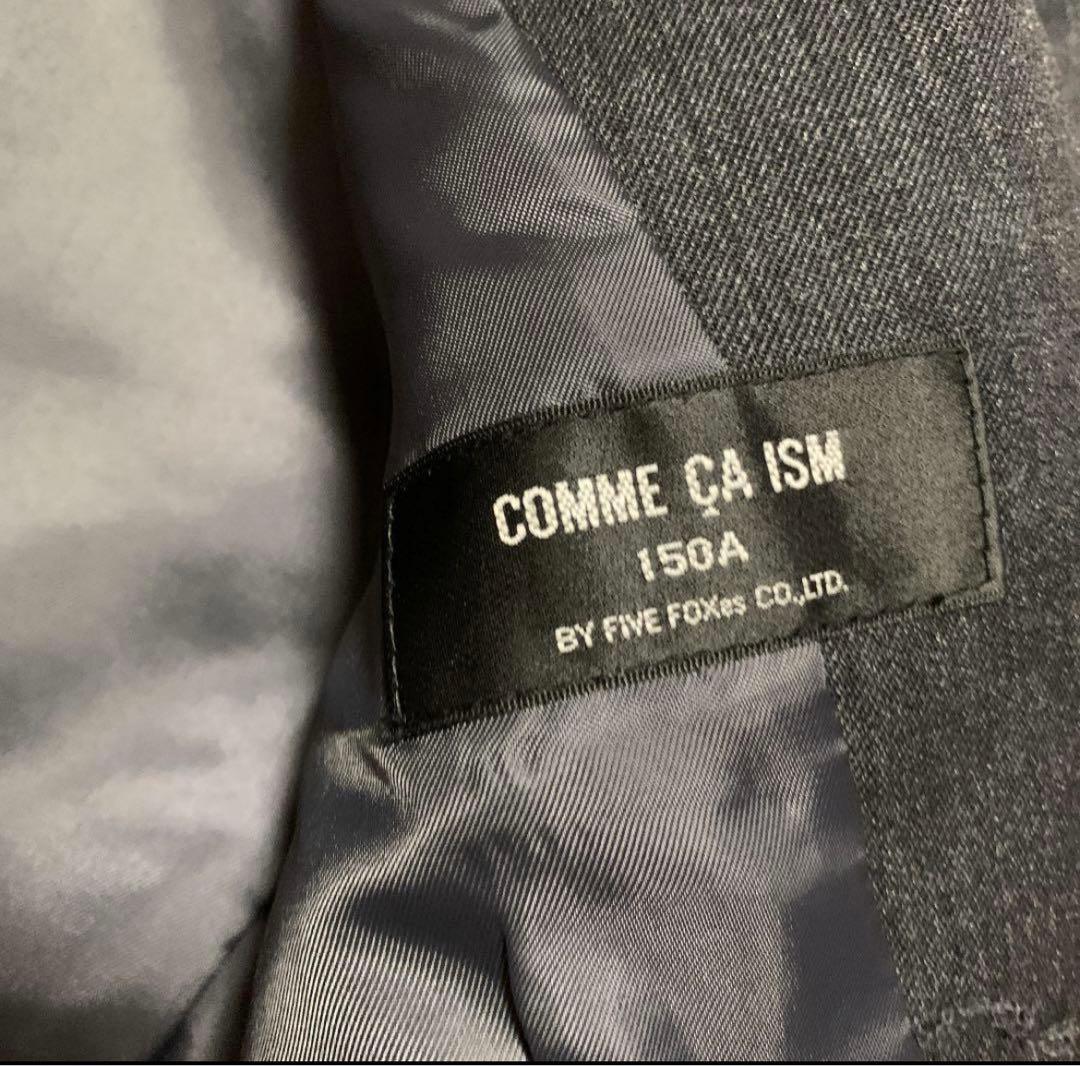 COMME ÇA ISM
150A
BY FIVE FOXes CO.,LTD.